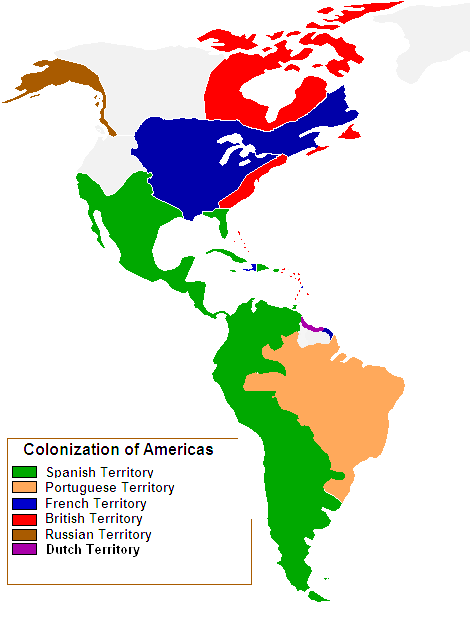 Colonization of Americas
Spanish Territory
Portuguese Territory
French Territory
British Territory
Russian Territory
Dutch Territory